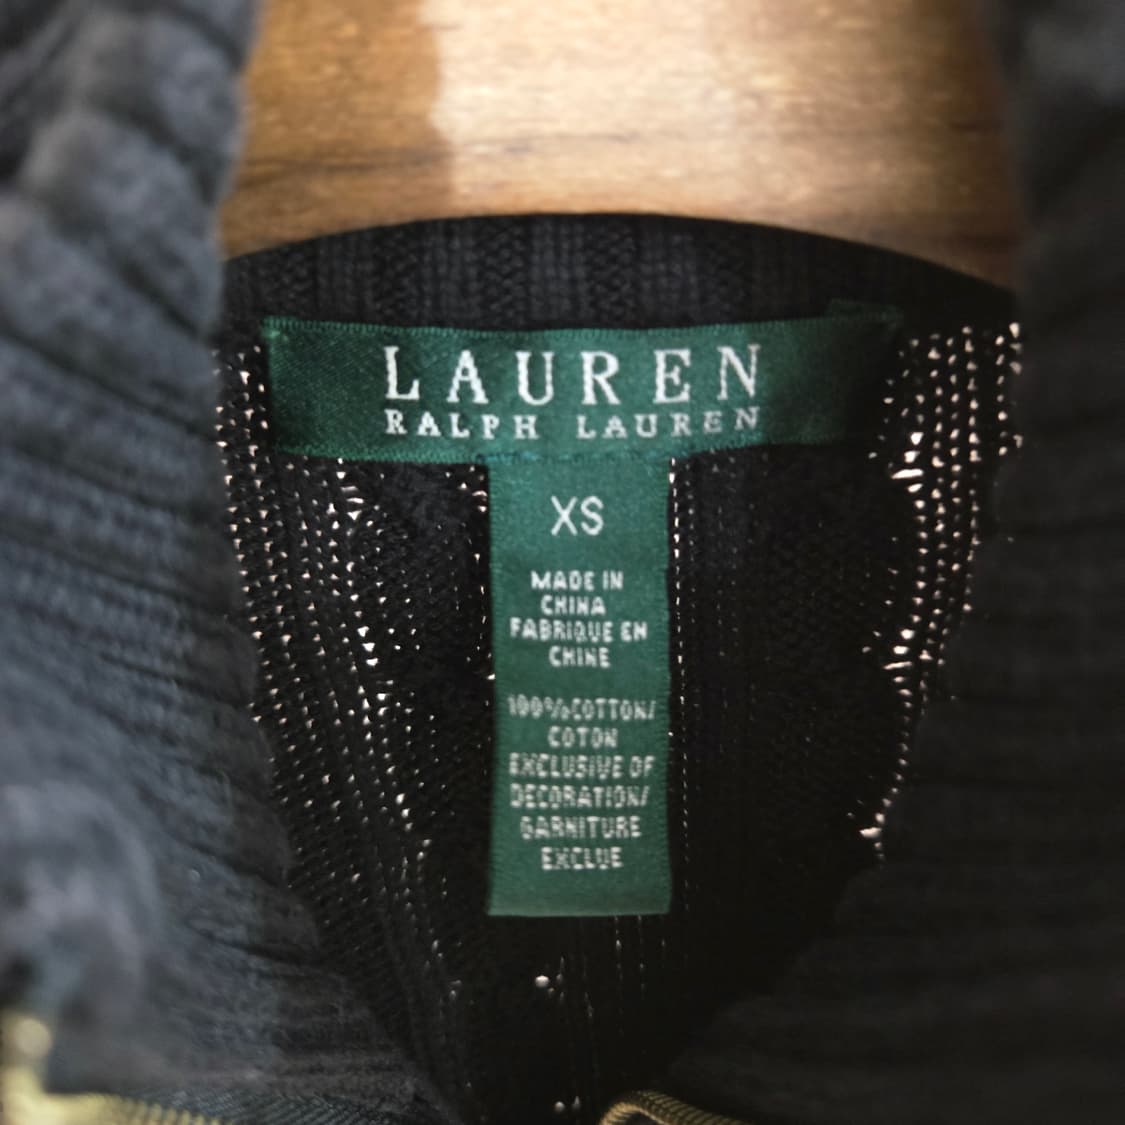 LAUREN
RALPH LAUREN
XS
MADE IN
CHINA
FABRIQUE EN
CHINE
100%COTTON/
COTON
EXCLUSIVE OF
DECORATION/
GARNITURE
EXCLUE